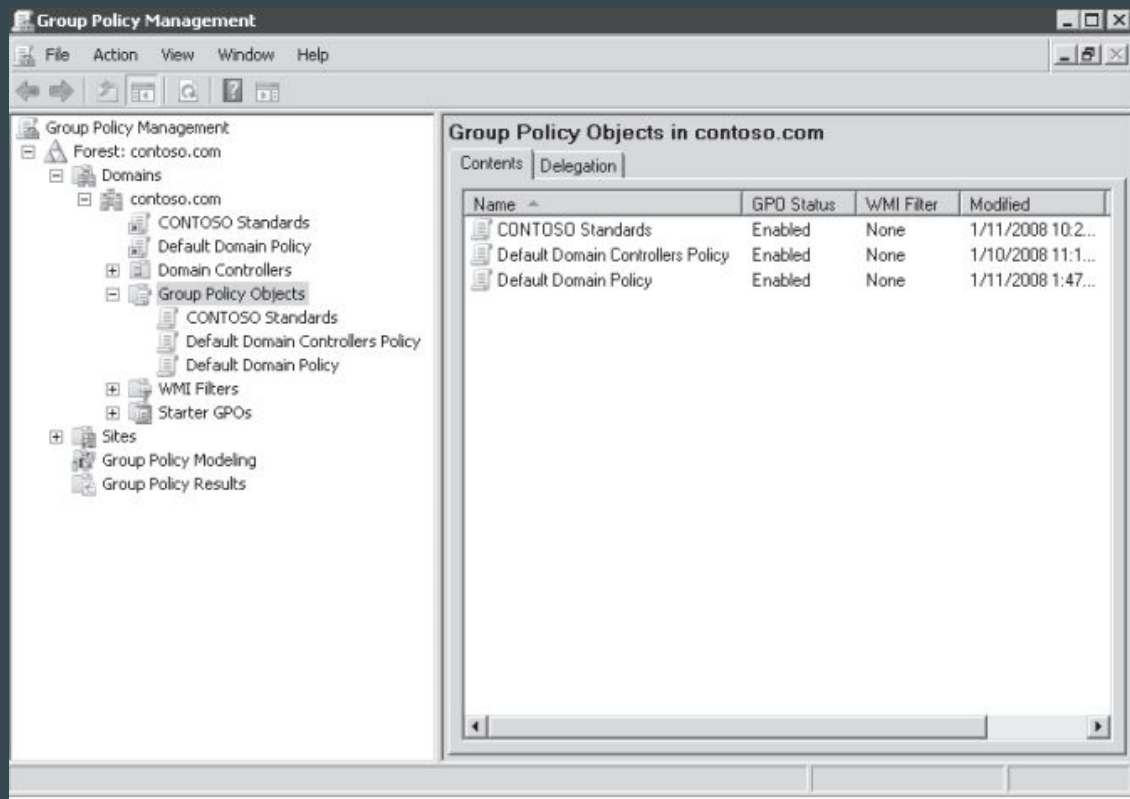 Group Policy Management
File Action View Window Help
Group Policy Management
Forest: contoso.com
Domains
contoso.com
CONTOSO Standards
Default Domain Policy
Domain Controllers
Group Policy Objects
CONTOSO Standards
Default Domain Controllers Policy
Default Domain Policy
WMI Filters
Starter GPOs
Sites
Group Policy Modeling
Group Policy Results
Group Policy Objects in contoso.com
Contents Delegation
Name GPO Status WMI Filter Modified
CONTOSO Standards Enabled None 1/11/2008 10:2...
Default Domain Controllers Policy Enabled None 1/10/2008 11:1...
Default Domain Policy Enabled None 1/11/2008 1:47...